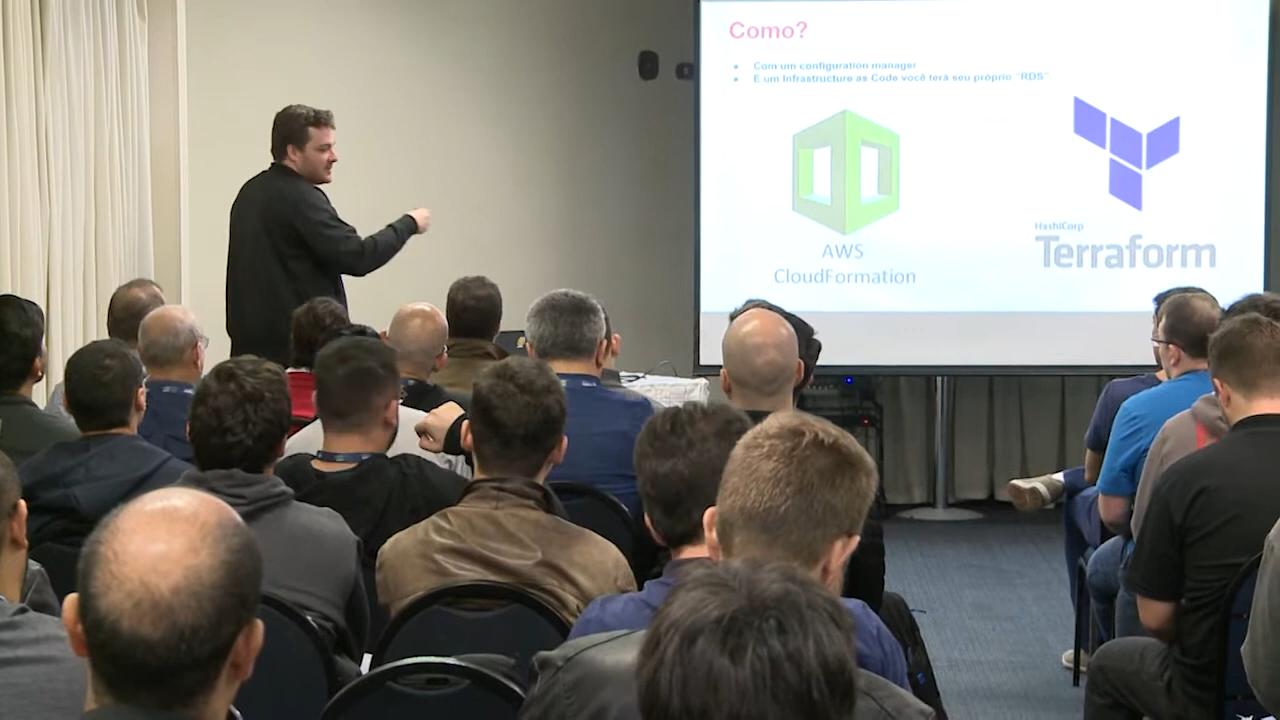 Como?
Com um configuration manager
E um Infrastructure as Code você terá seu próprio "RDS"
AWS
CloudFormation
HashiCorp
Terraform